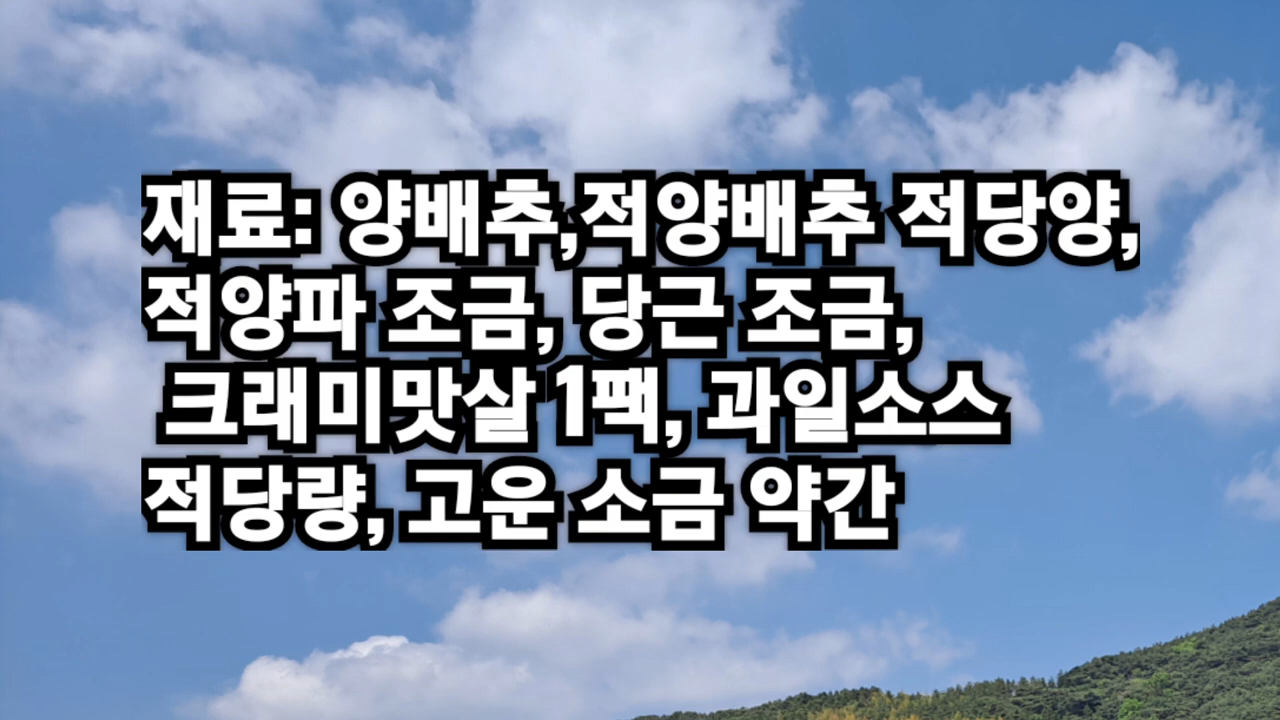 재료: 양배추,적양배추 적당양,
적양파 조금, 당근 조금,
크래미맛살 1팩, 과일소스
적당량, 고운 소금 약간